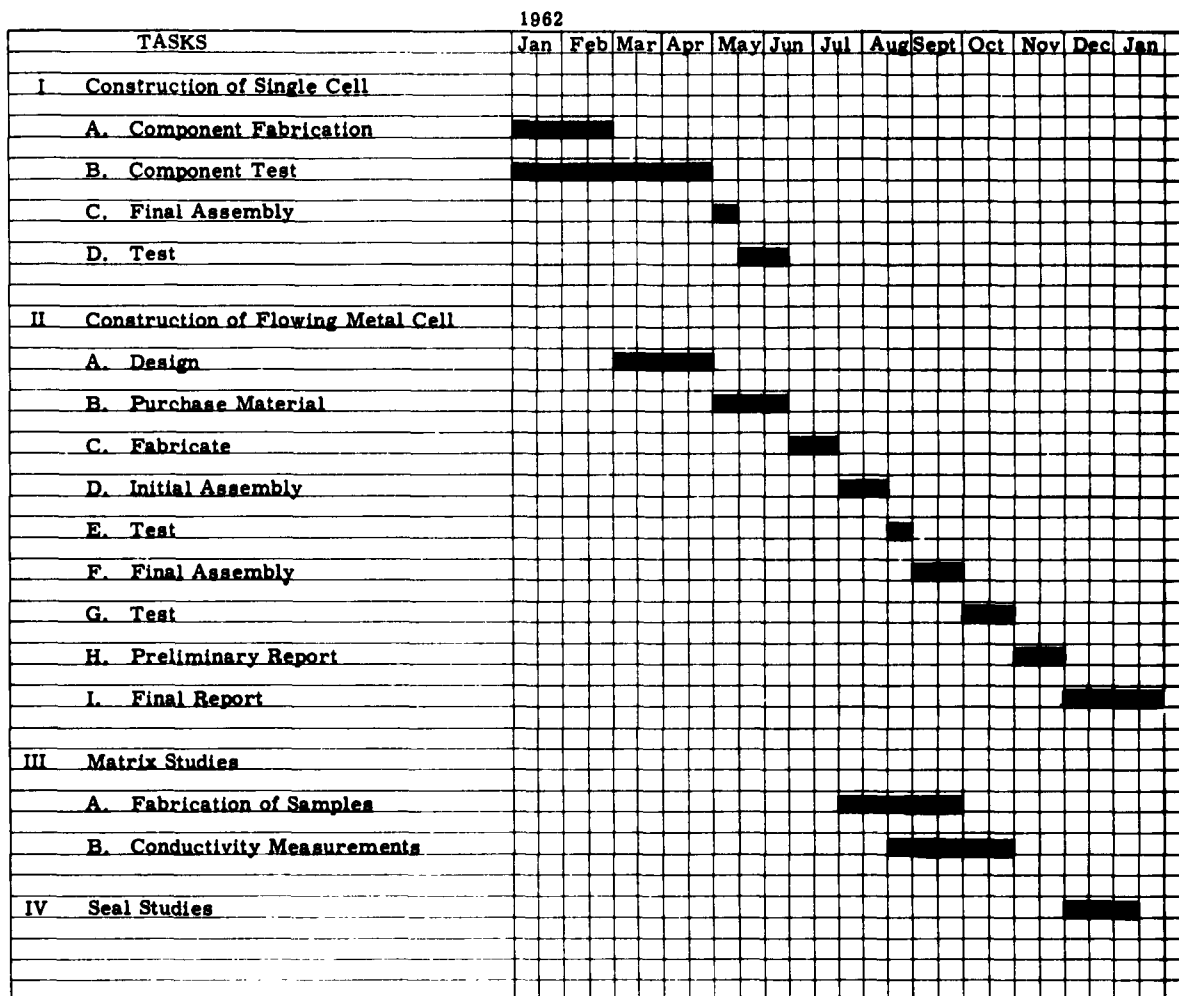 1962
TASKS Jan Feb Mar Apr May Jun Jul Aug Sept Oct Nov Dec Jan
I Construction of Single Cell
A. Component Fabrication
B. Component Test
C. Final Assembly
D. Test
II Construction of Flowing Metal Cell
A. Design
B. Purchase Material
C. Fabricate
D. Initial Assembly
E. Test
F. Final Assembly
G. Test
H. Preliminary Report
I. Final Report
III Matrix Studies
A. Fabrication of Samples
B. Conductivity Measurements
IV Seal Studies